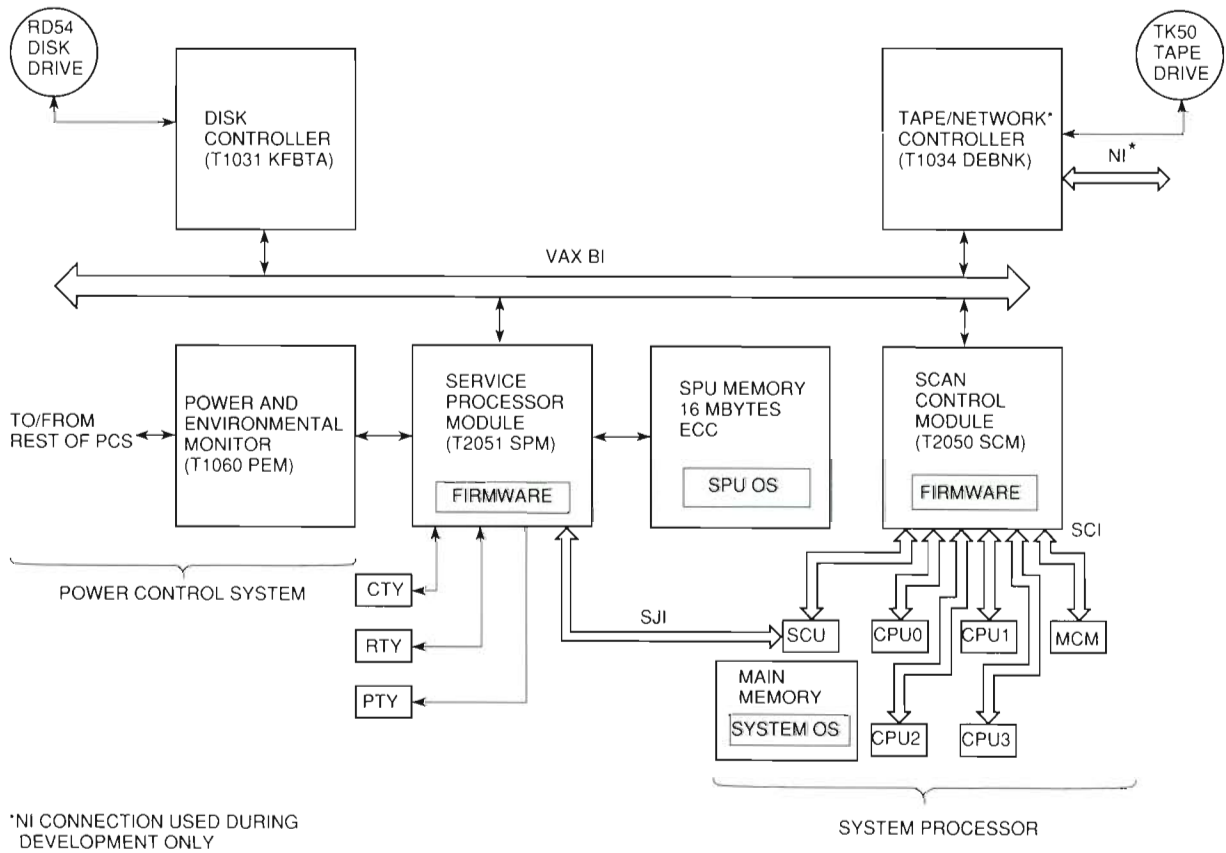 RD54
DISK
DRIVE
DISK
CONTROLLER
(T1031 KFBTA)
TAPE/NETWORK*
CONTROLLER
(T1034 DEBNK)
TK50
TAPE
DRIVE
NI*
VAX BI
TO/FROM
REST OF PCS
POWER AND
ENVIRONMENTAL
MONITOR
(T1060 PEM)
SERVICE
PROCESSOR
MODULE
(T2051 SPM)
FIRMWARE
SPU MEMORY
16 MBYTES
ECC
SPU OS
SCAN
CONTROL
MODULE
(T2050 SCM)
FIRMWARE
SCI
POWER CONTROL SYSTEM
CTY
RTY
PTY
SJI
SCU
CPU0
CPU1
MCM
MAIN
MEMORY
SYSTEM OS
CPU2
CPU3
SYSTEM PROCESSOR
*NI CONNECTION USED DURING
DEVELOPMENT ONLY